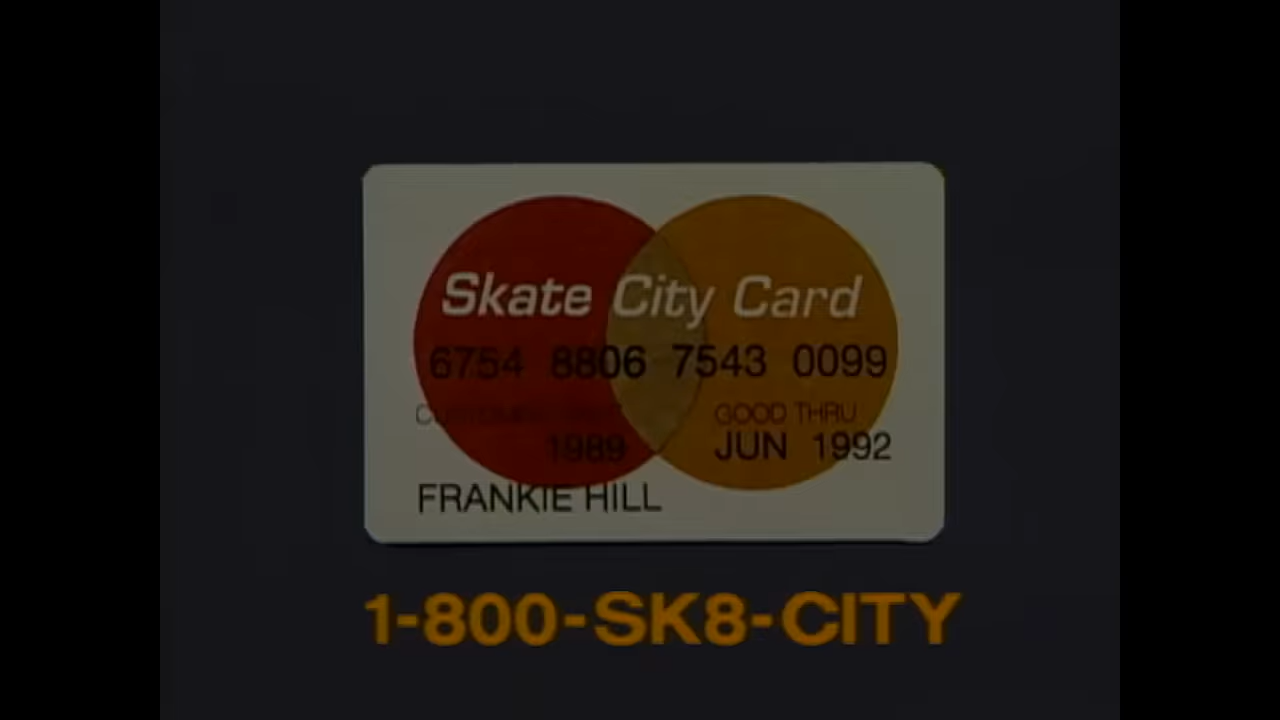 Skate City Card
6754 8806 7543 0099
GOOD THRU
1989 JUN 1992
FRANKIE HILL
1-800-SK8-CITY